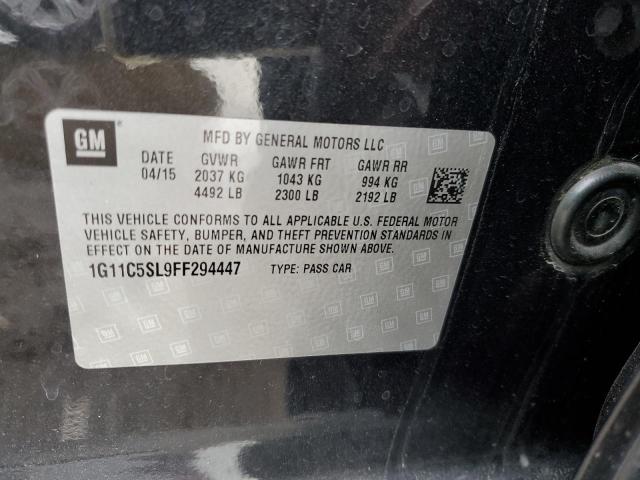 GM
MFD BY GENERAL MOTORS LLC
DATE GVWR GAWR FRT GAWR RR
04/15 2037 KG 1043 KG 994 KG
4492 LB 2300 LB 2192 LB
THIS VEHICLE CONFORMS TO ALL APPLICABLE U.S. FEDERAL MOTOR
VEHICLE SAFETY, BUMPER, AND THEFT PREVENTION STANDARDS IN
EFFECT ON THE DATE OF MANUFACTURE SHOWN ABOVE.
1G11C5SL9FF294447 TYPE: PASS CAR